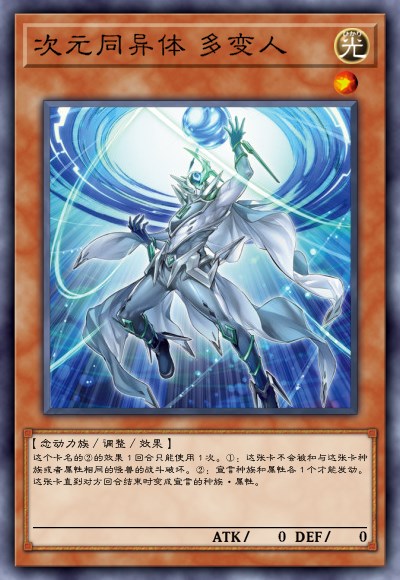 次元同异体 多变人
ひかり
光
【念动力族/调整/效果】
这个卡名的②的效果1回合只能使用1次。①：这张卡不会被和与这张卡种
族或者属性相同的怪兽的战斗破坏。②：宣言种族和属性各1个才能发动。
这张卡直到对方回合结束时变成宣言的种族・属性。
ATK/ 0 DEF/ 0